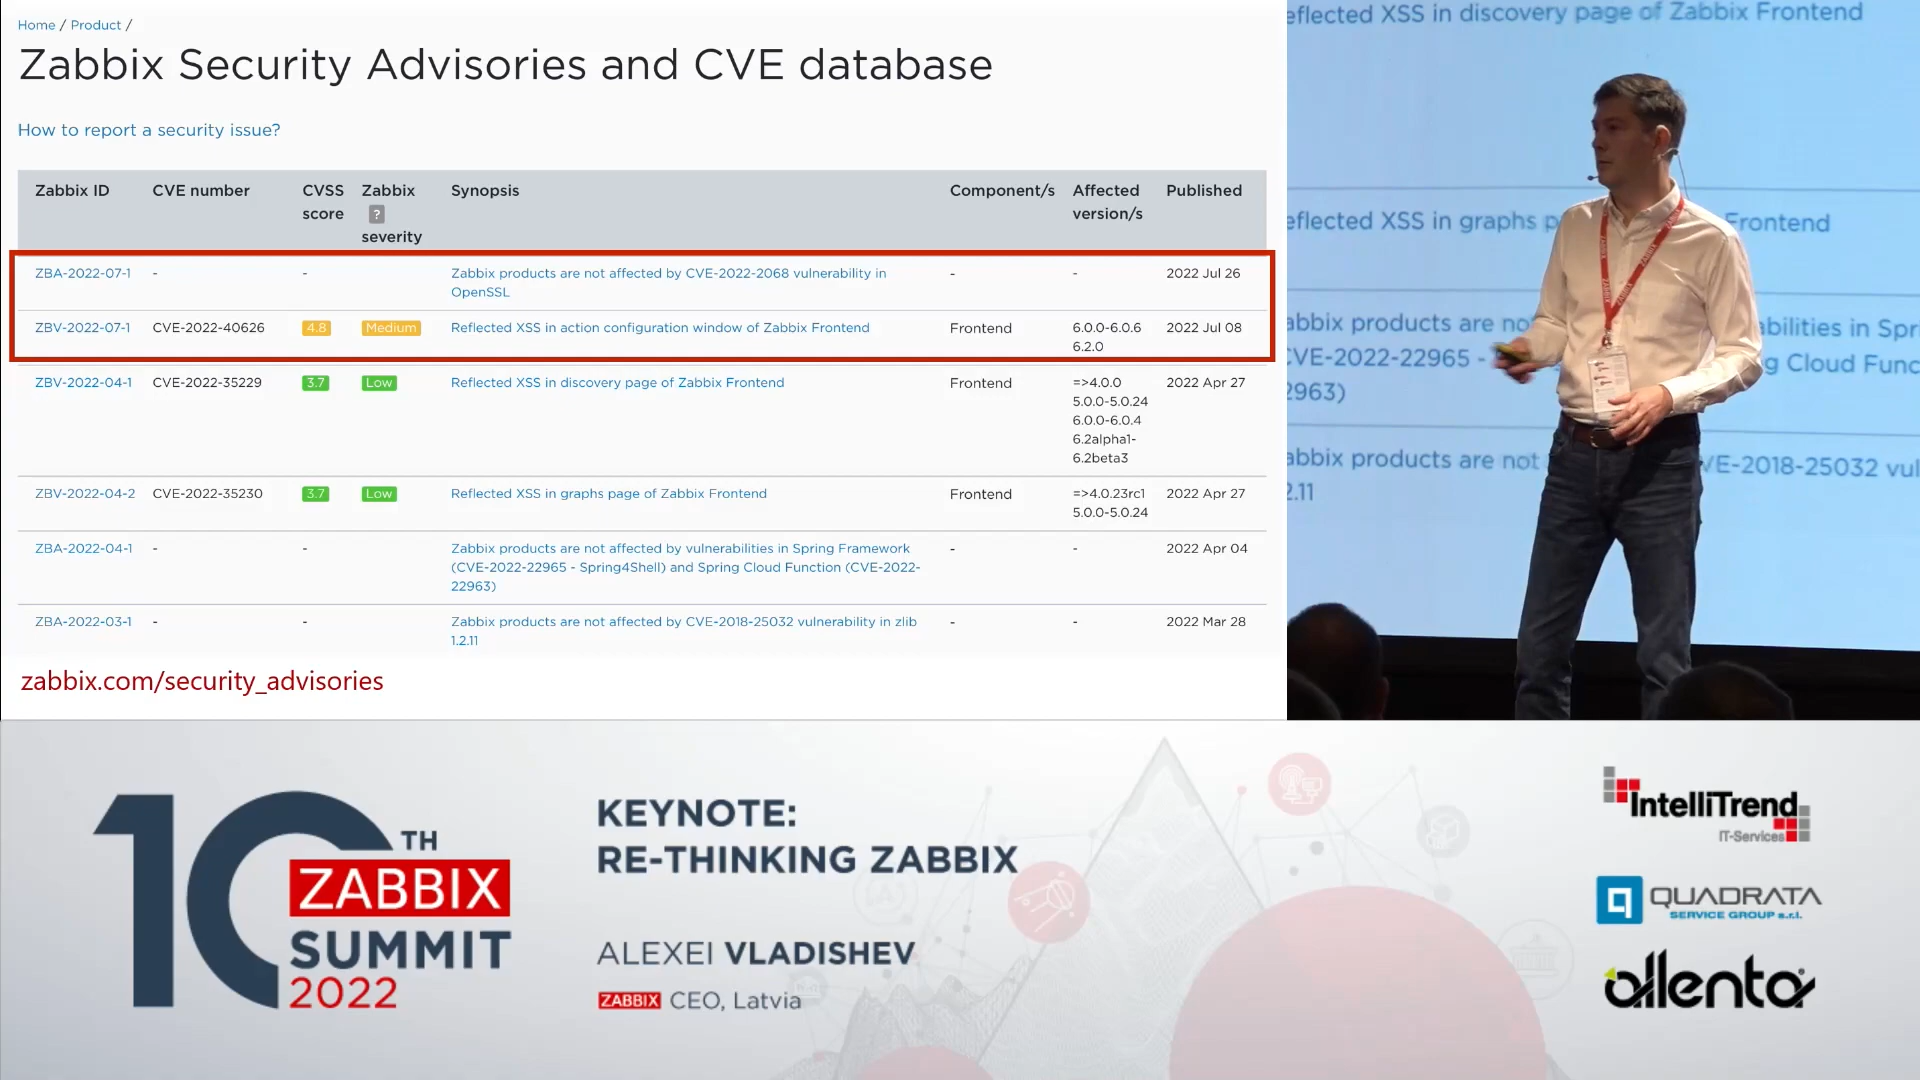 Home / Product /
Zabbix Security Advisories and CVE database
How to report a security issue?
Zabbix ID CVE number CVSS score Zabbix ? severity Synopsis Component/s Affected version/s Published
ZBA-2022-07-1 - - Zabbix products are not affected by CVE-2022-2068 vulnerability in - - 2022 Jul 26
OpenSSL
ZBV-2022-07-1 CVE-2022-40626 4.8 Medium Reflected XSS in action configuration window of Zabbix Frontend Frontend 6.0.0-6.0.6 2022 Jul 08
6.2.0
ZBV-2022-04-1 CVE-2022-35229 3.7 Low Reflected XSS in discovery page of Zabbix Frontend Frontend =>4.0.0 2022 Apr 27
5.0.0-5.0.24
6.0.0-6.0.4
6.2alpha1-
6.2beta3
ZBV-2022-04-2 CVE-2022-35230 3.7 Low Reflected XSS in graphs page of Zabbix Frontend Frontend =>4.0.23rc1 2022 Apr 27
5.0.0-5.0.24
ZBA-2022-04-1 - - Zabbix products are not affected by vulnerabilities in Spring Framework - - 2022 Apr 04
(CVE-2022-22965 - Spring4Shell) and Spring Cloud Function (CVE-2022-
22963)
ZBA-2022-03-1 - - Zabbix products are not affected by CVE-2018-25032 vulnerability in zlib - - 2022 Mar 28
1.2.11
zabbix.com/security_advisories
eflected XSS in discovery page of Zabbix Frontend
eflected XSS in graphs p Frontend
abbix products are no abilities in Spr
CVE-2022-22965 - g Cloud Func
2963)
abbix products are not VE-2018-25032 vul
2.11
10TH
ZABBIX
SUMMIT
2022
KEYNOTE:
RE-THINKING ZABBIX
ALEXEI VLADISHEV
ZABBIX CEO, Latvia
IntelliTrend
IT-Services
QUADRATA
SERVICE GROUP s.r.l.
allenta